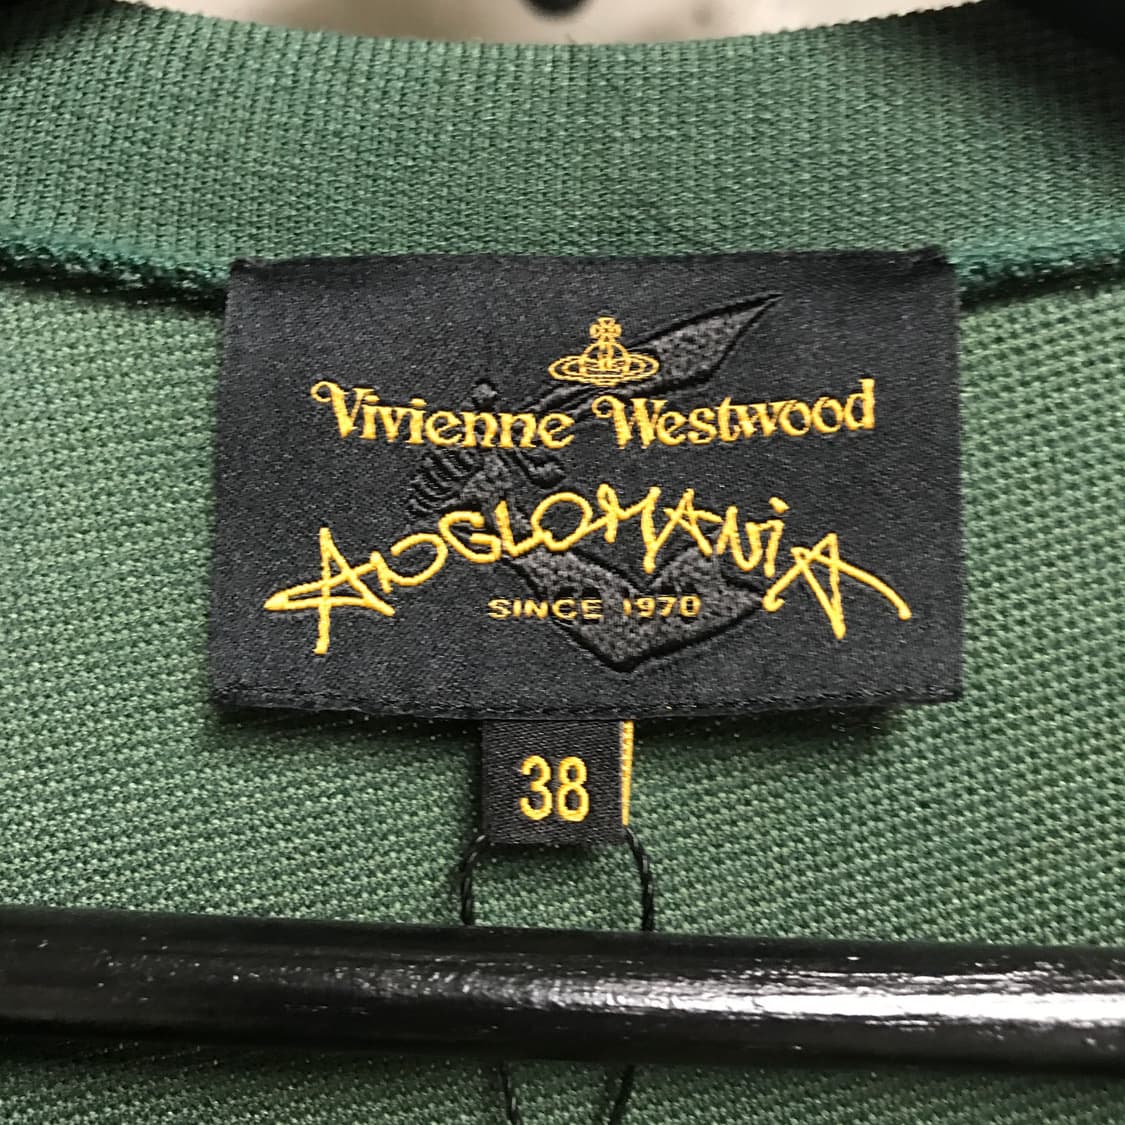 Vivienne Westwood
ANGLOMANiA
SINCE 1970
38